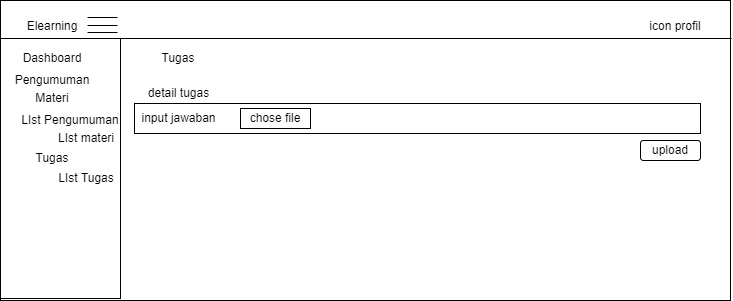 Elearning
icon profil
Dashboard
Pengumuman
Materi
LIst Pengumuman
LIst materi
Tugas
LIst Tugas
Tugas
detail tugas
input jawaban
chose file
upload